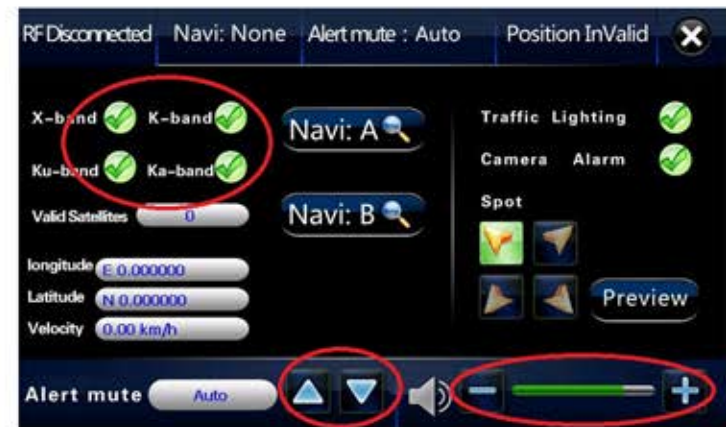 RF Disconnected Navi: None Alert mute : Auto Position InValid
X-band K-band Navi: A Traffic Lighting
Ku-band Ka-band Camera Alarm
Valid Satellites 0 Navi: B Spot
longitude E 0.000000
Latitude N 0.000000 Preview
Velocity 0.00 km/h
Alert mute Auto